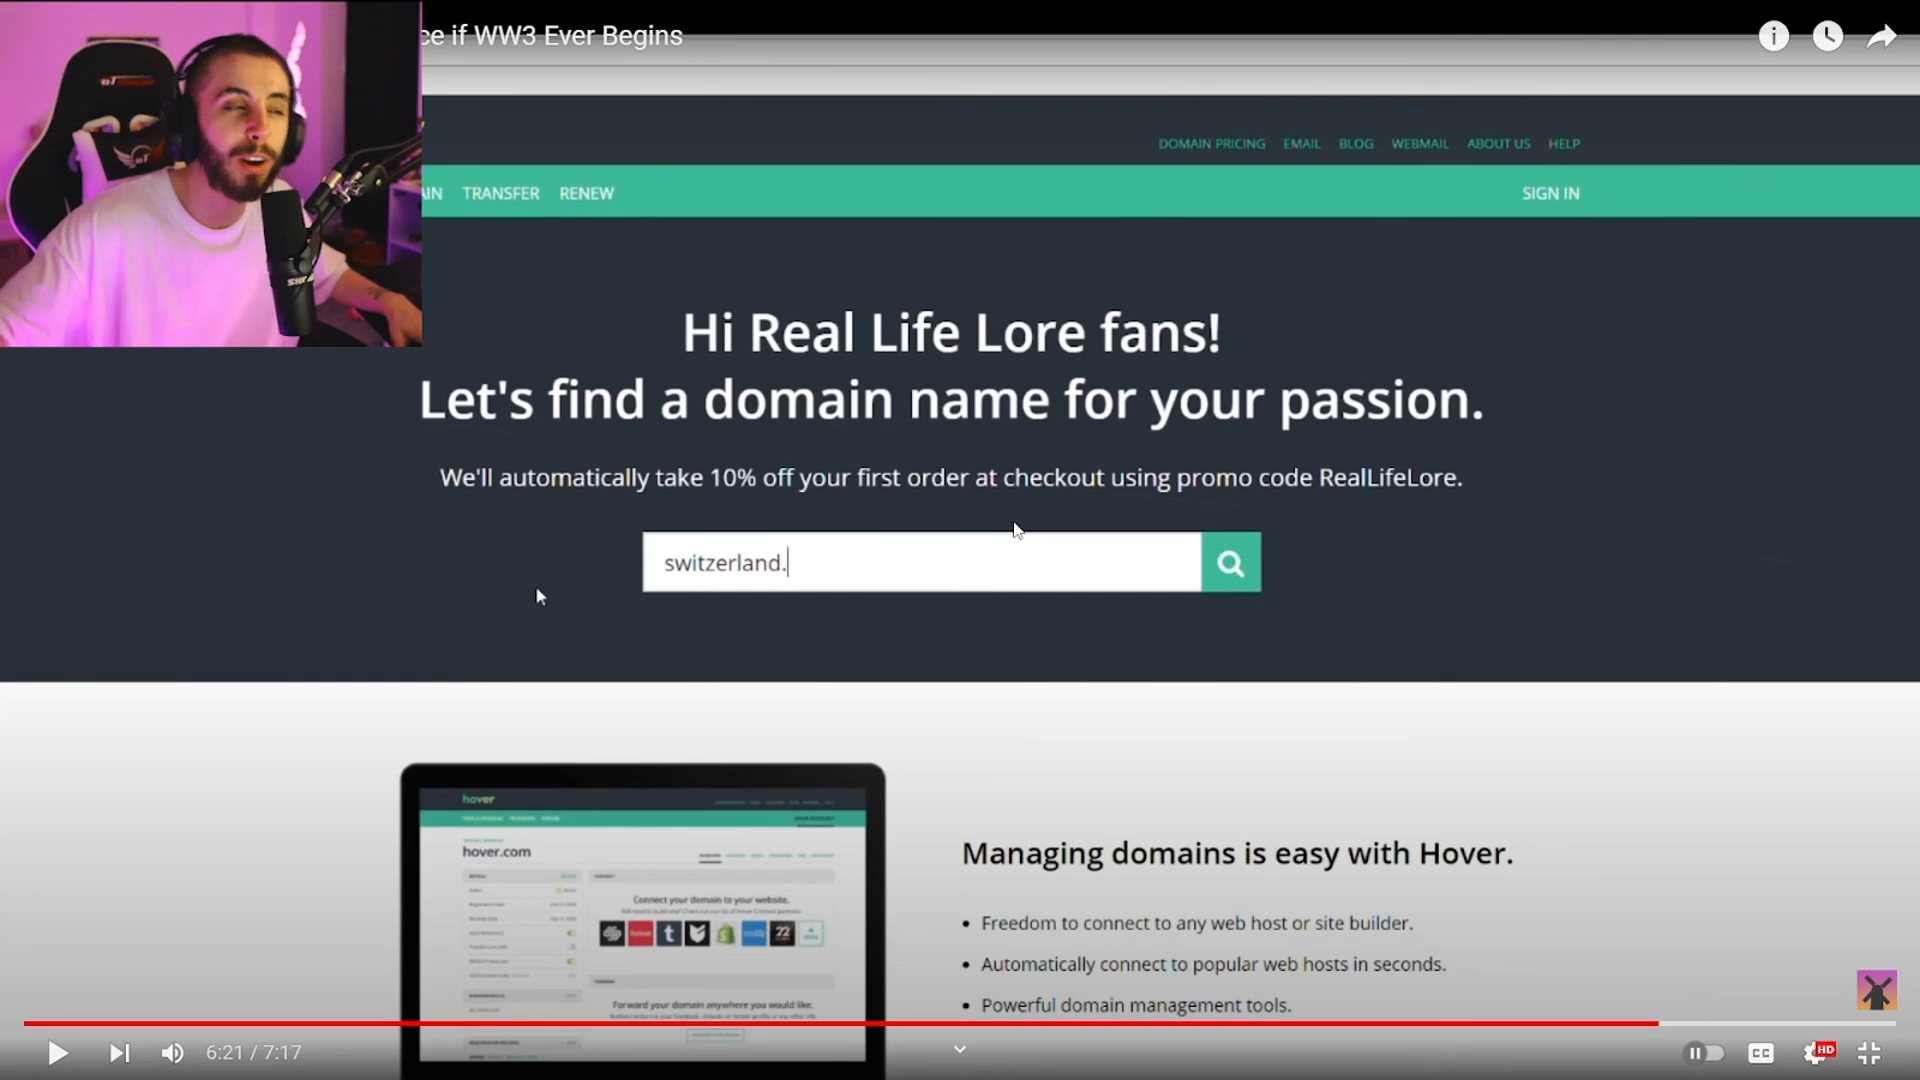 ce if WW3 Ever Begins
DOMAIN PRICING EMAIL BLOG WEBMAIL ABOUT US HELP
AIN TRANSFER RENEW SIGN IN
Hi Real Life Lore fans!
Let's find a domain name for your passion.
We'll automatically take 10% off your first order at checkout using promo code RealLifeLore.
switzerland.
hover
hover.com
Connect your domain to your website.
Forward your domain anywhere you would like.
Managing domains is easy with Hover.
• Freedom to connect to any web host or site builder.
• Automatically connect to popular web hosts in seconds.
• Powerful domain management tools.
6:21 / 7:17
CC
HD